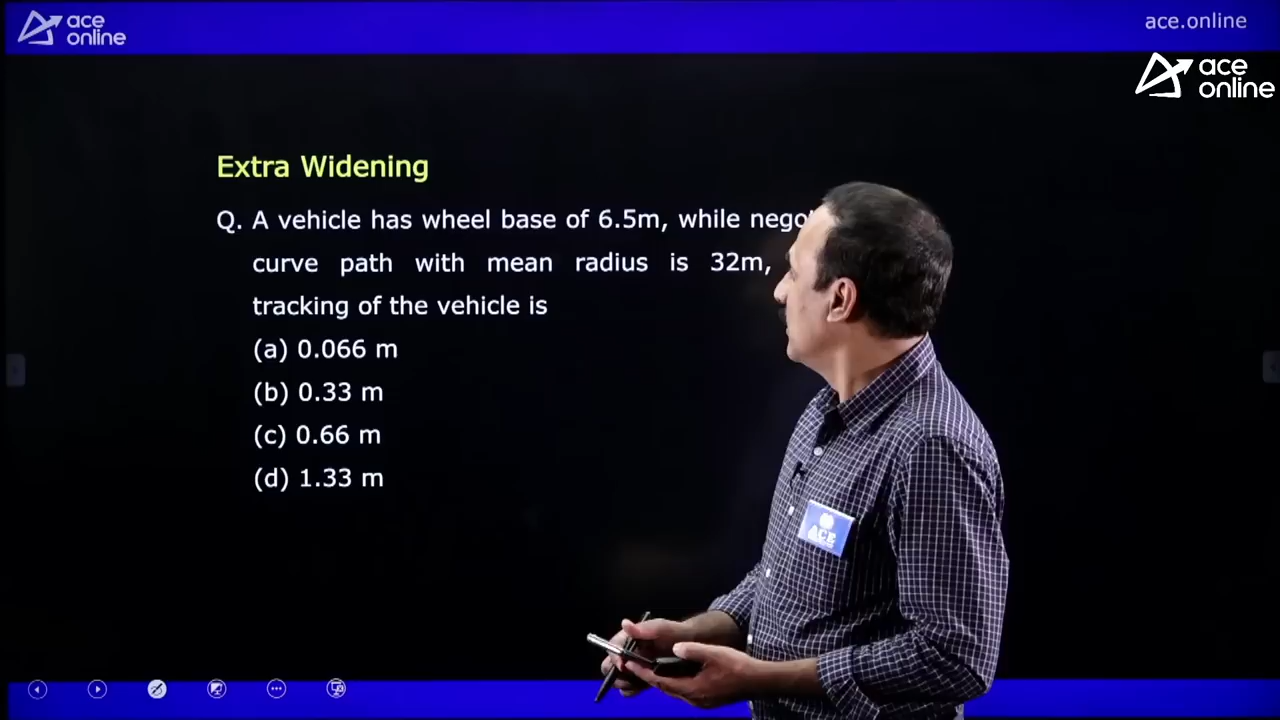 ace
online
ace.online
ace
online
Extra Widening
Q. A vehicle has wheel base of 6.5m, while
curve path with mean radius is 32m,
tracking of the vehicle is
(a) 0.066 m
(b) 0.33 m
(c) 0.66 m
(d) 1.33 m
ACE